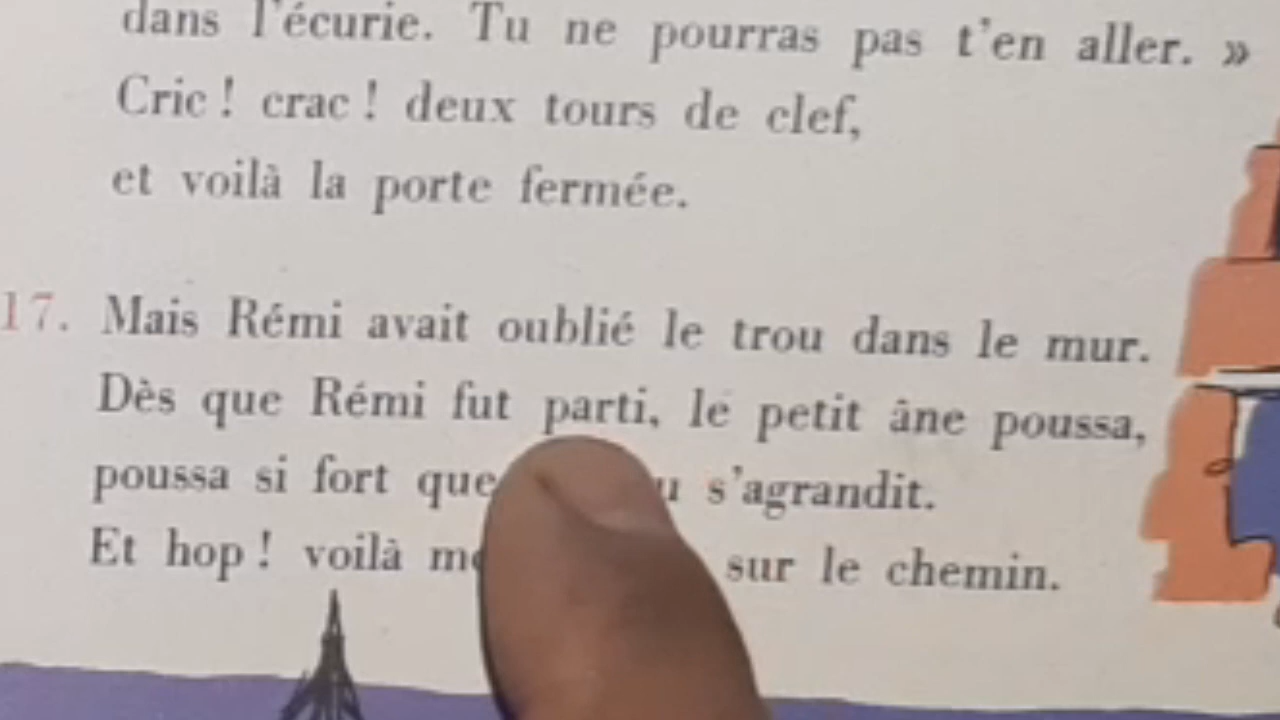 dans l'écurie. Tu ne pourras pas t'en aller. »
Cric ! crac ! deux tours de clef,
et voilà la porte fermée.
17. Mais Rémi avait oublié le trou dans le mur.
Dès que Rémi fut parti, le petit âne poussa,
poussa si fort que s'agrandit.
Et hop ! voilà sur le chemin.